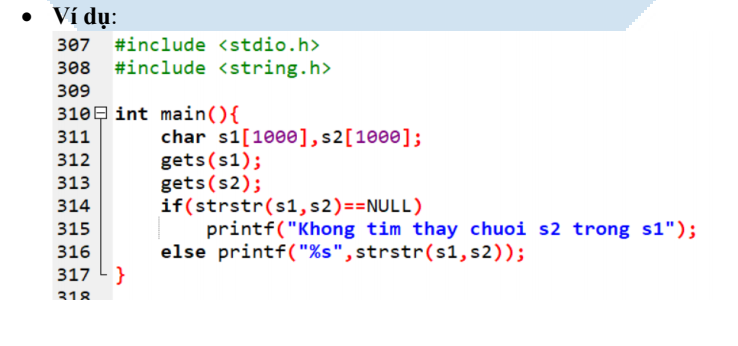 • Ví dụ:
307 #include <stdio.h>
308 #include <string.h>
309
310 int main(){
311 char s1[1000],s2[1000];
312 gets(s1);
313 gets(s2);
314 if(strstr(s1,s2)==NULL)
315 printf("Khong tim thay chuoi s2 trong s1");
316 else printf("%s",strstr(s1,s2));
317 }
318